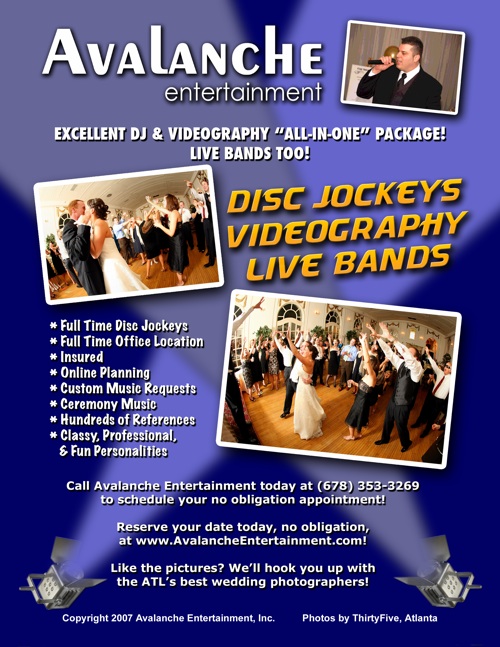 AVALANCHE
entertainment
EXCELLENT DJ & VIDEOGRAPHY "ALL-IN-ONE" PACKAGE!
LIVE BANDS TOO!
DISC JOCKEYS
VIDEOGRAPHY
LIVE BANDS
* Full Time Disc Jockeys
* Full Time Office Location
* Insured
* Online Planning
* Custom Music Requests
* Ceremony Music
* Hundreds of References
* Classy, Professional,
& Fun Personalities
Call Avalanche Entertainment today at (678) 353-3269
to schedule your no obligation appointment!
Reserve your date today, no obligation,
at www.AvalancheEntertainment.com!
Like the pictures? We'll hook you up with
the ATL's best wedding photographers!
Copyright 2007 Avalanche Entertainment, Inc. Photos by ThirtyFive, Atlanta